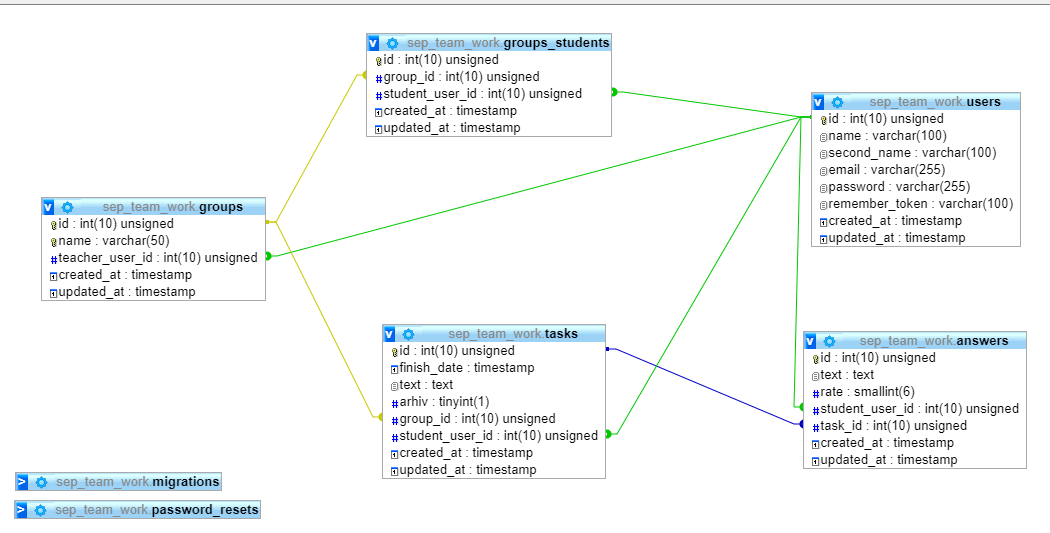 sep_team_work.groups_students
id : int(10) unsigned
group_id : int(10) unsigned
student_user_id : int(10) unsigned
created_at : timestamp
updated_at : timestamp
sep_team_work.users
id : int(10) unsigned
name : varchar(100)
second_name : varchar(100)
email : varchar(255)
password : varchar(255)
remember_token : varchar(100)
created_at : timestamp
updated_at : timestamp
sep_team_work.groups
id : int(10) unsigned
name : varchar(50)
teacher_user_id : int(10) unsigned
created_at : timestamp
updated_at : timestamp
sep_team_work.tasks
id : int(10) unsigned
finish_date : timestamp
text : text
arhiv : tinyint(1)
group_id : int(10) unsigned
student_user_id : int(10) unsigned
created_at : timestamp
updated_at : timestamp
sep_team_work.answers
id : int(10) unsigned
text : text
rate : smallint(6)
student_user_id : int(10) unsigned
task_id : int(10) unsigned
created_at : timestamp
updated_at : timestamp
sep_team_work.migrations
sep_team_work.password_resets